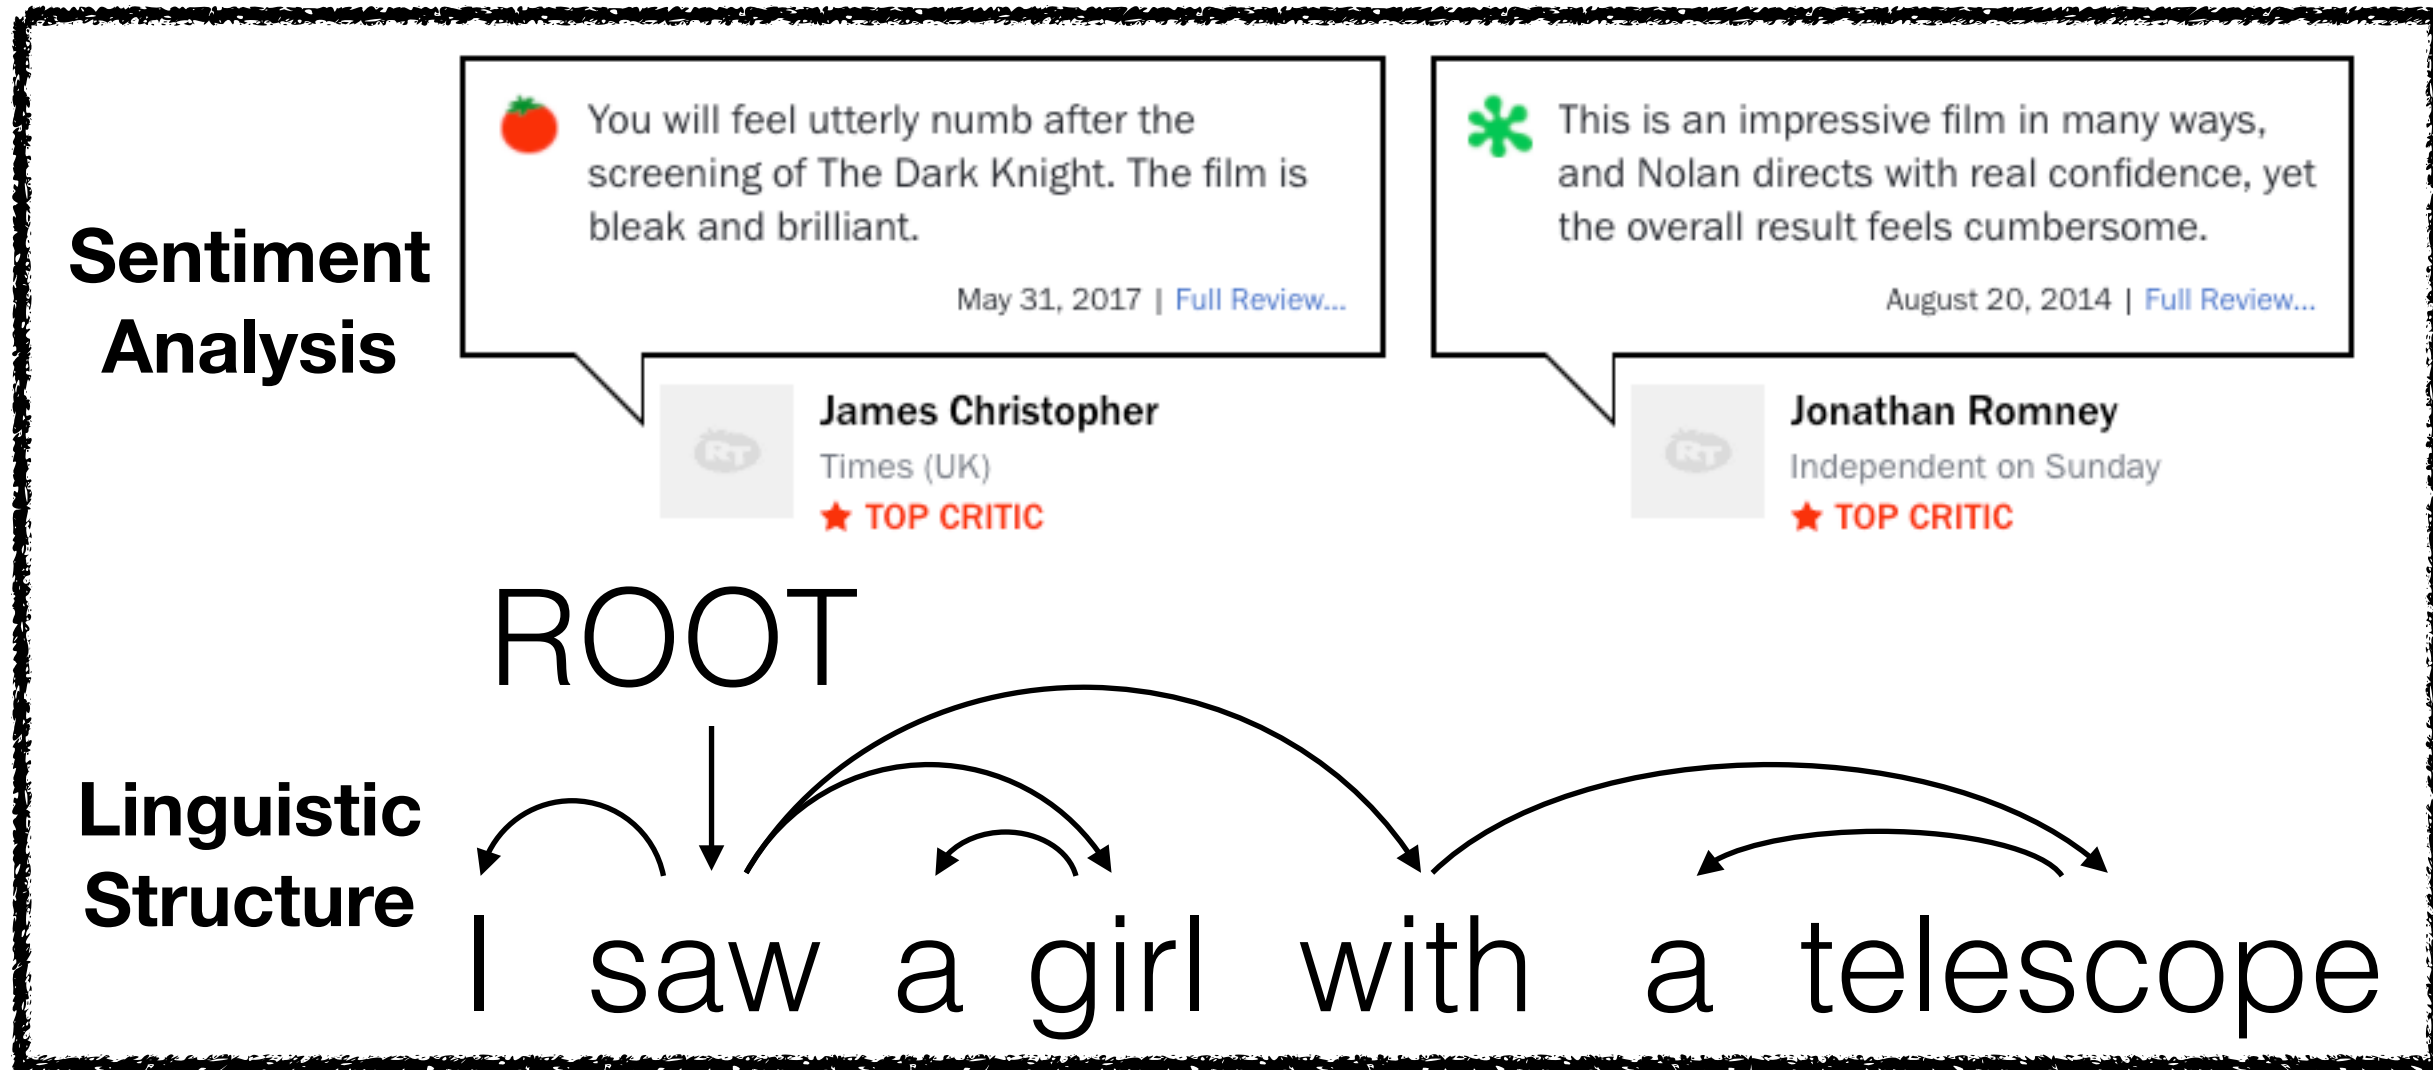 Sentiment
Analysis
You will feel utterly numb after the
screening of The Dark Knight. The film is
bleak and brilliant.
May 31, 2017 | Full Review...
RT
James Christopher
Times (UK)
TOP CRITIC
This is an impressive film in many ways,
and Nolan directs with real confidence, yet
the overall result feels cumbersome.
August 20, 2014 | Full Review...
RT
Jonathan Romney
Independent on Sunday
TOP CRITIC
Linguistic
Structure
ROOT
I saw a girl with a telescope